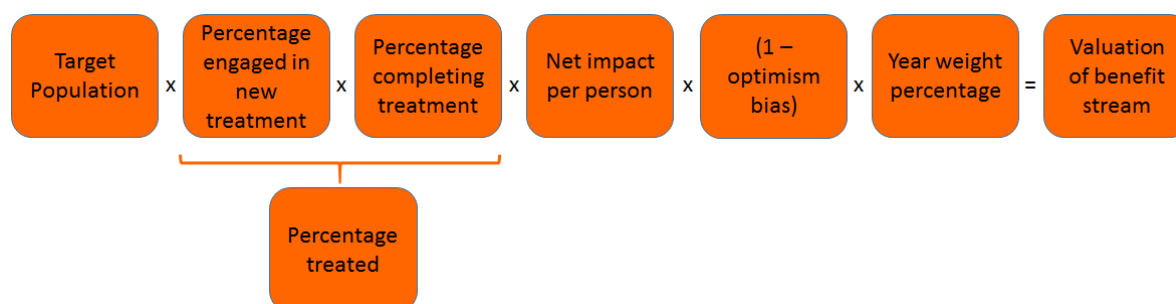 Target
Population
x
Percentage
engaged in
new
treatment
x
Percentage
completing
treatment
x
Net impact
per person
x
(1 –
optimism
bias)
x
Year weight
percentage
=
Valuation
of benefit
stream
Percentage
treated